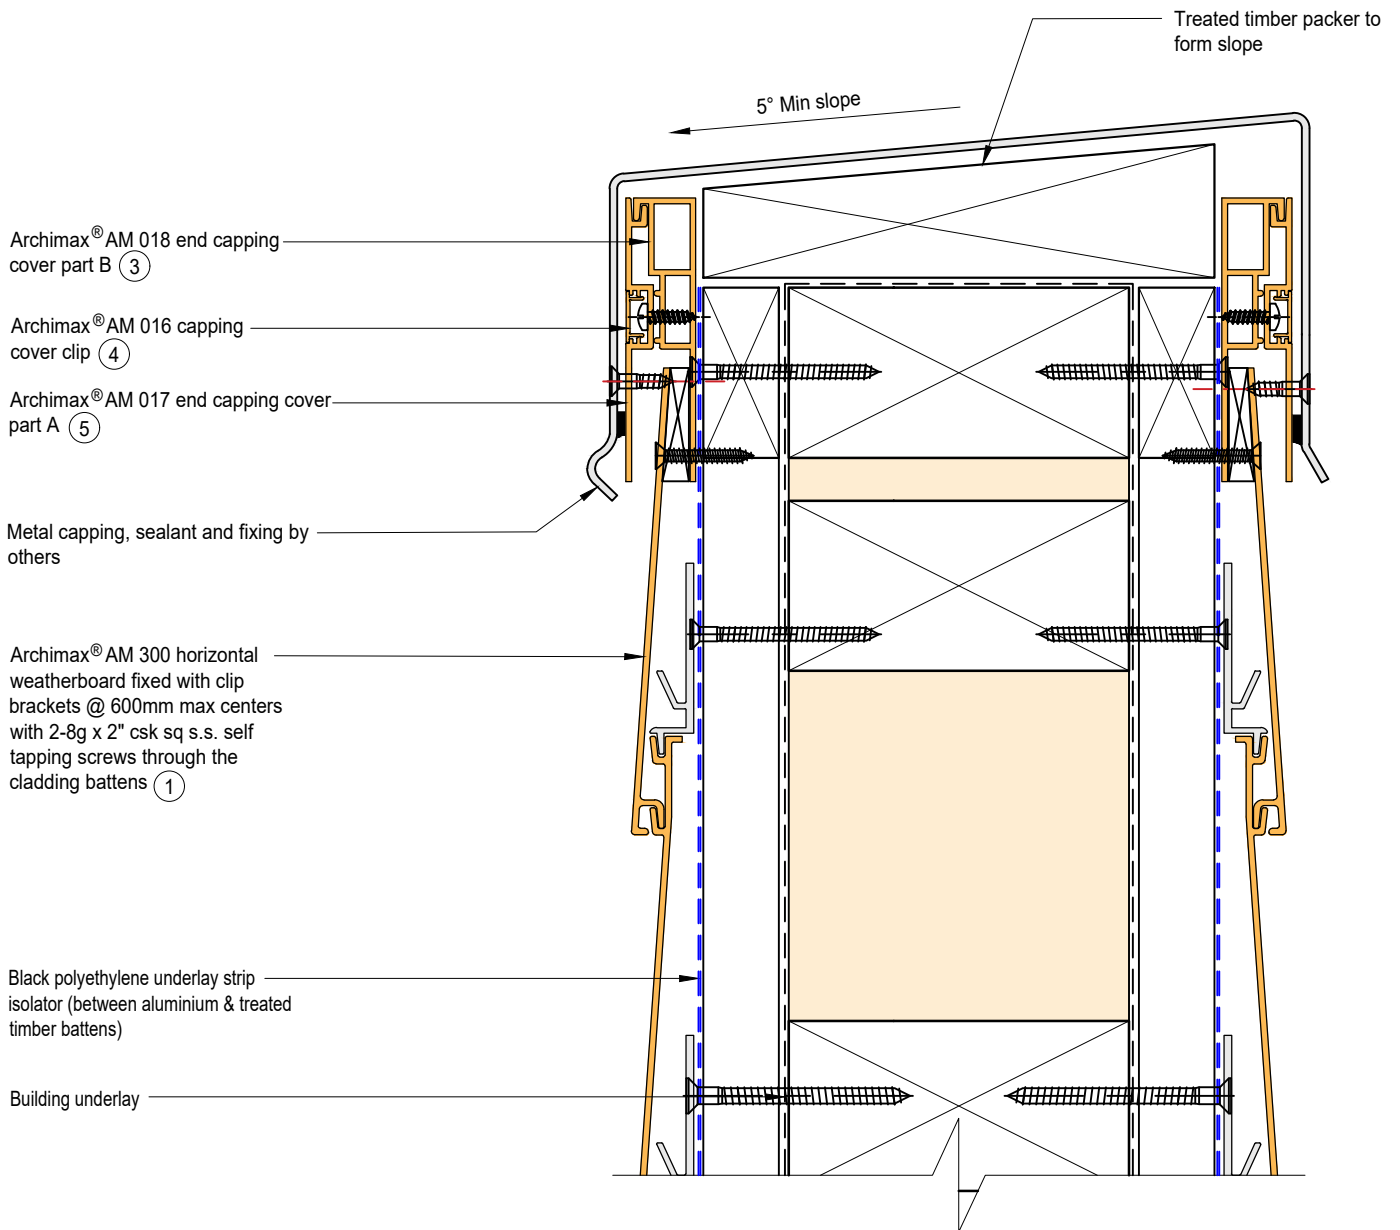 Treated timber packer to
form slope
5° Min slope
Archimax® AM 018 end capping
cover part B 3
Archimax® AM 016 capping
cover clip 4
Archimax® AM 017 end capping cover
part A 5
Metal capping, sealant and fixing by
others
Archimax® AM 300 horizontal
weatherboard fixed with clip
brackets @ 600mm max centers
with 2-8g x 2" csk sq s.s. self
tapping screws through the
cladding battens 1
Black polyethylene underlay strip
isolator (between aluminium & treated
timber battens)
Building underlay